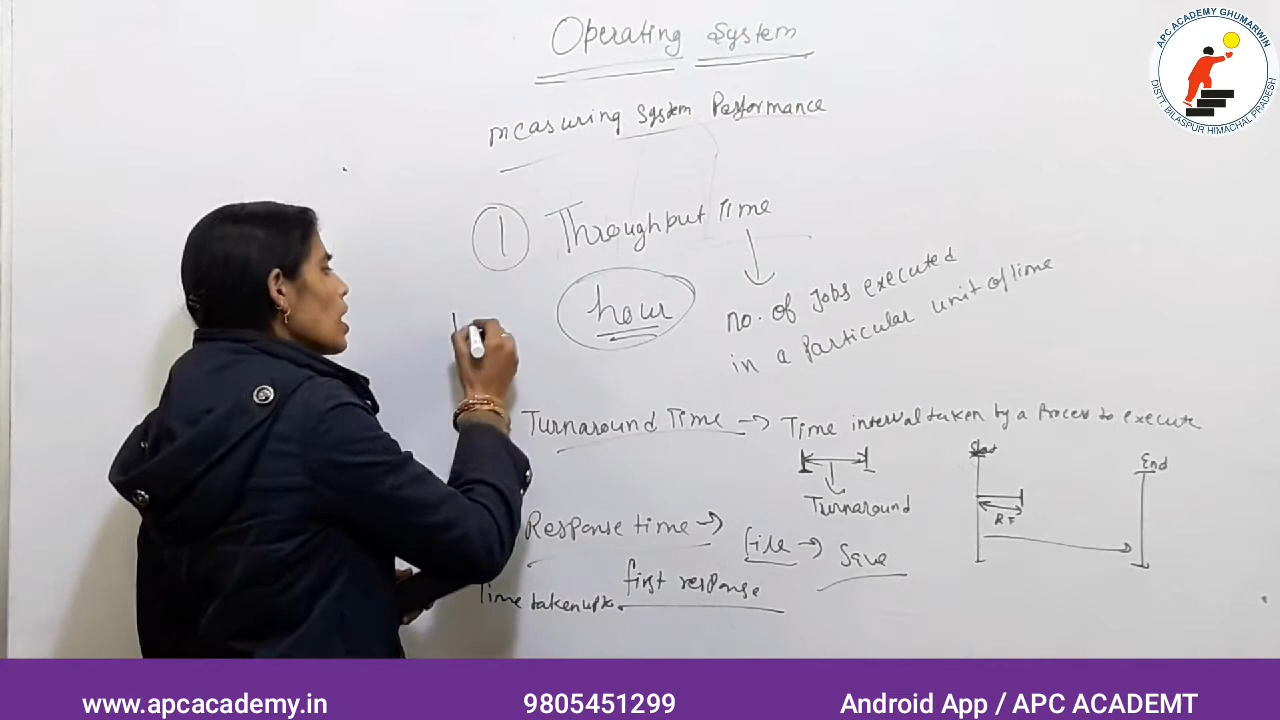 Operating System
measuring System Performance
1 Throughput Time
hour
no. of Jobs executed
in a Particular unit of time
Turnaround Time → Time interval taken by a Process to execute
Start
End
Turnaround
RT
Response time → file → Save
first response
Time taken upto
APC ACADEMY GHUMARWIN
DISTT. BILASPUR HIMACHAL PRADESH
www.apcacademy.in 9805451299 Android App / APC ACADEMT